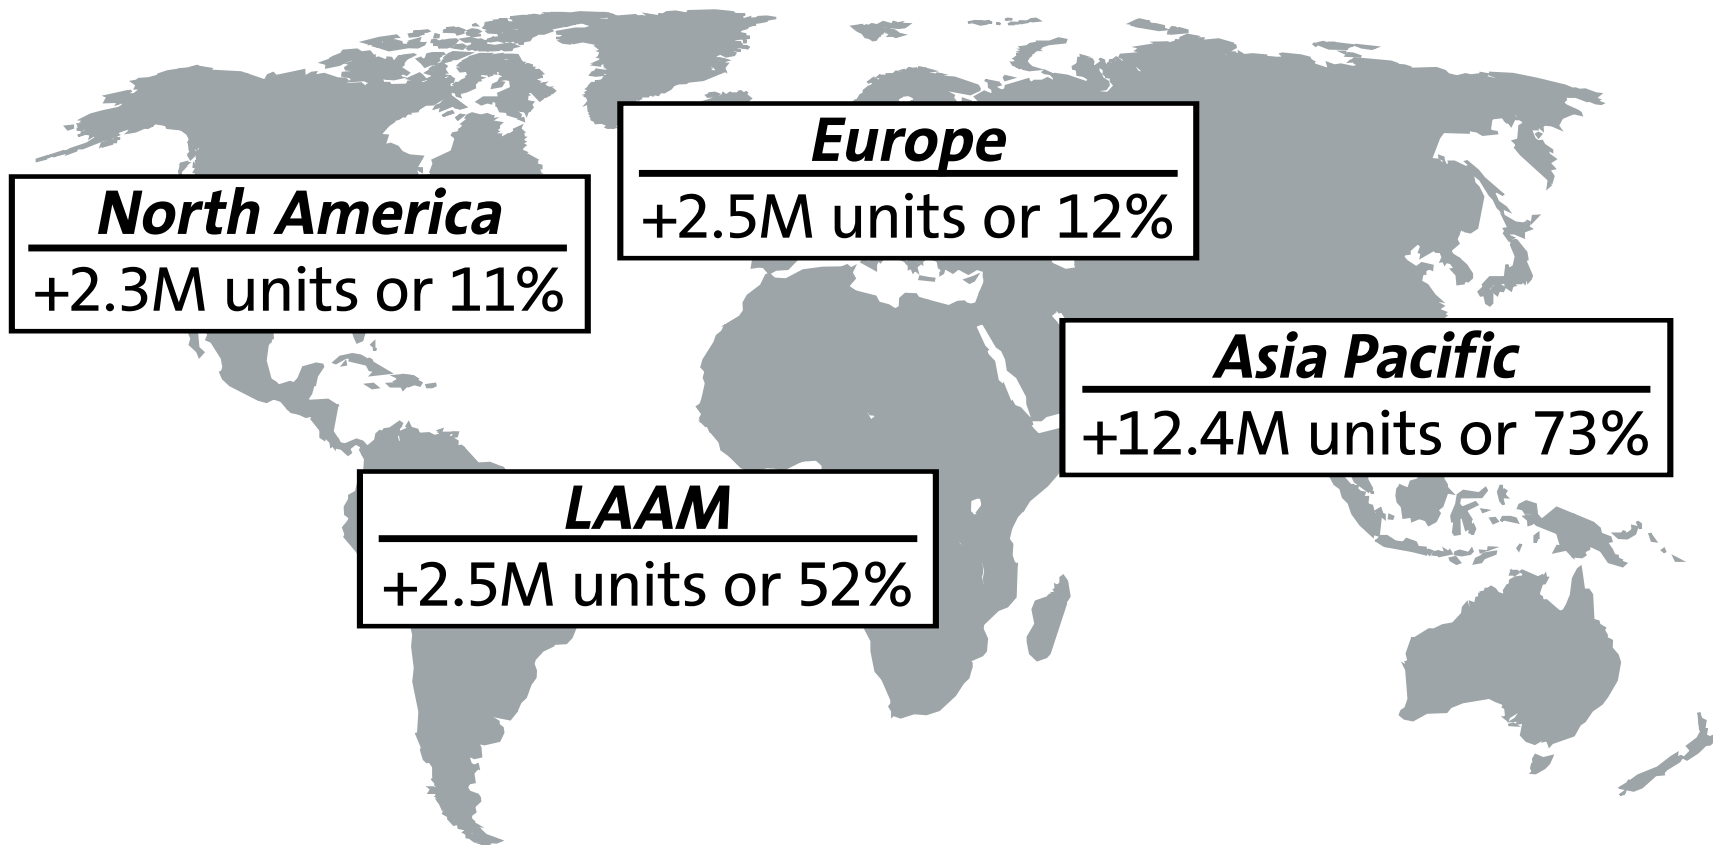 Europe
+2.5M units or 12%
North America
+2.3M units or 11%
Asia Pacific
+12.4M units or 73%
LAAM
+2.5M units or 52%